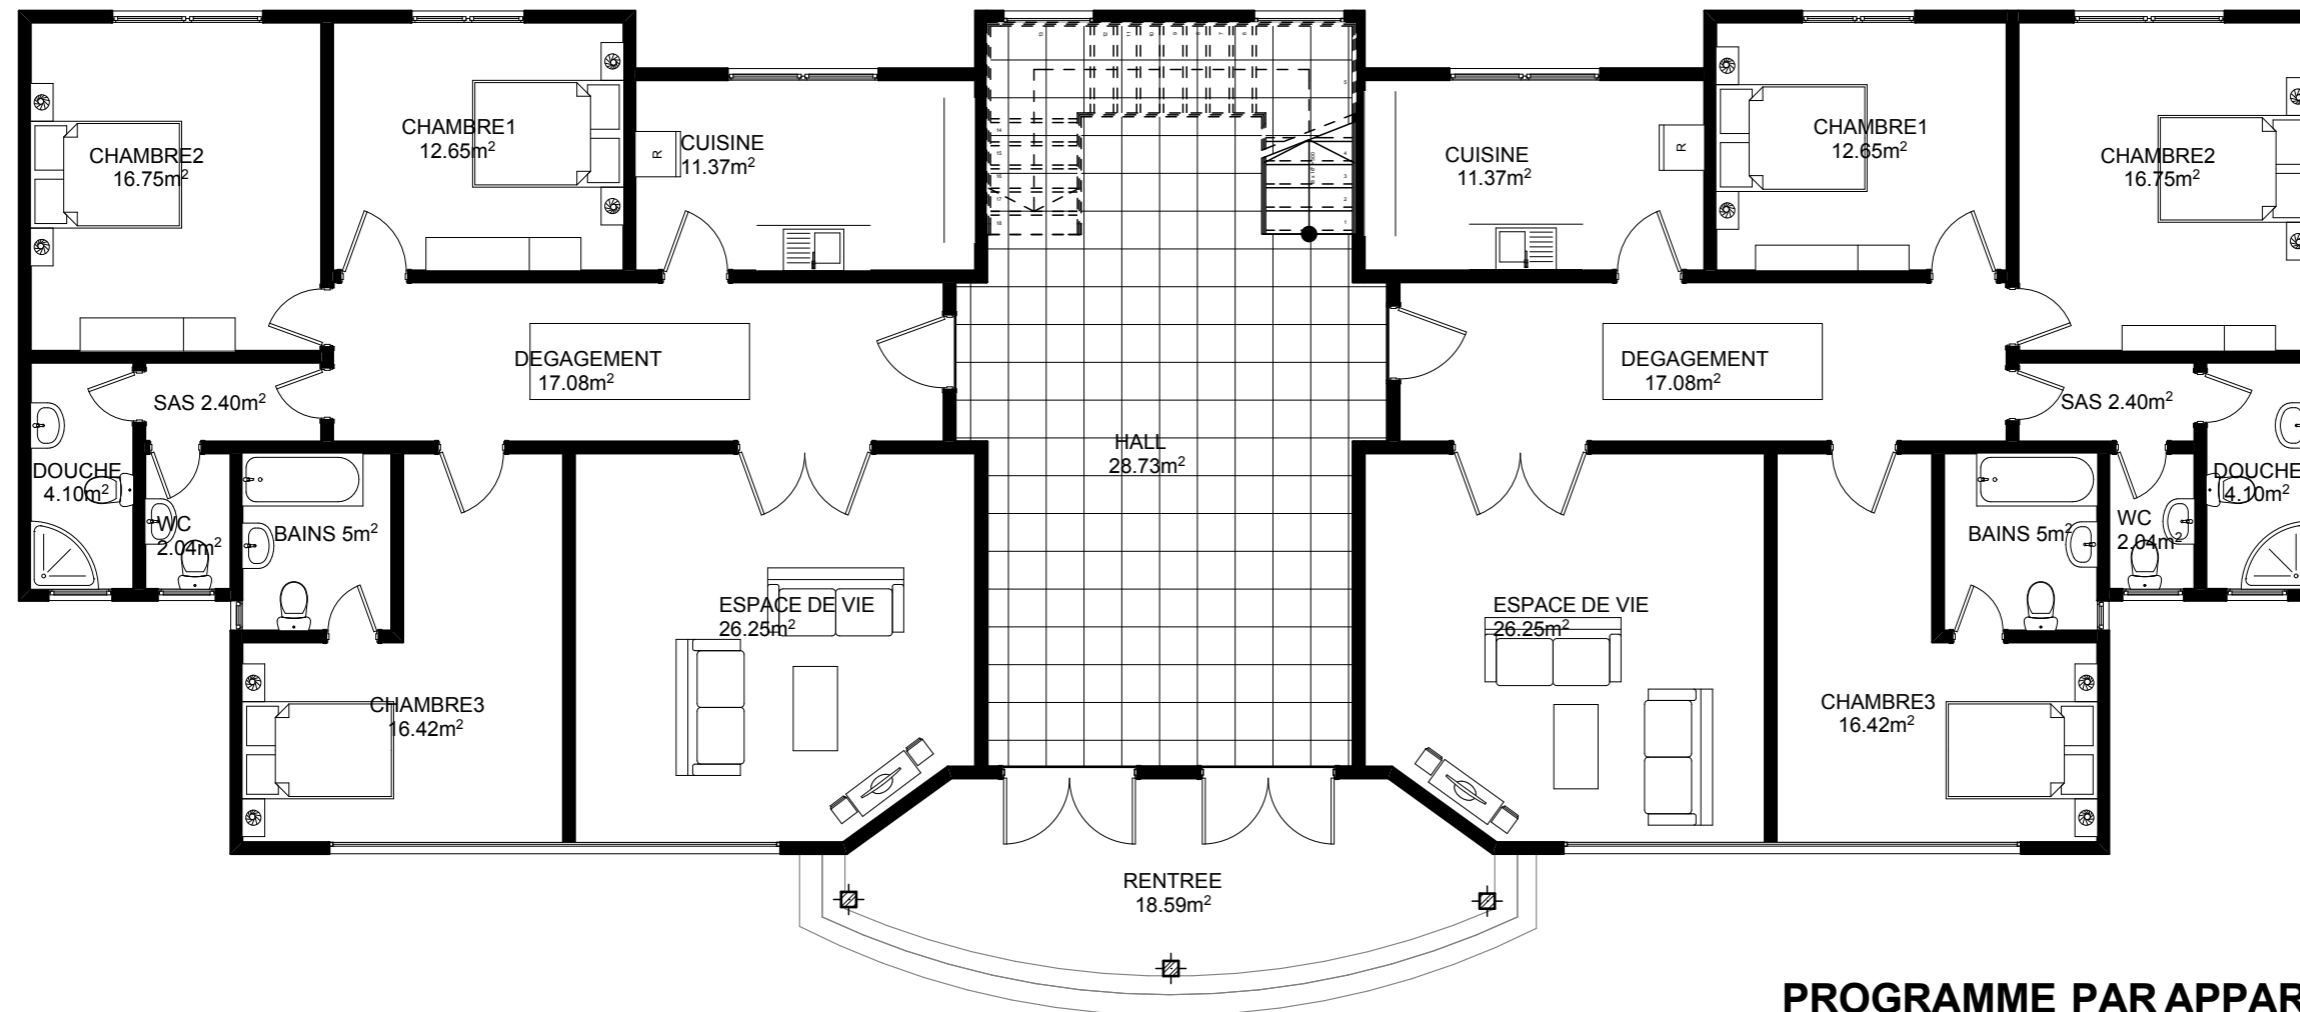 CHAMBRE2
16.75m²
CHAMBRE1
12.65m²
R
CUISINE
11.37m²
CUISINE
11.37m²
R
CHAMBRE1
12.65m²
CHAMBRE2
16.75m²
DEGAGEMENT
17.08m²
SAS 2.40m²
HALL
28.73m²
DEGAGEMENT
17.08m²
SAS 2.40m²
DOUCHE
4.10m²
WC
2.04m²
BAINS 5m²
ESPACE DE VIE
26.25m²
CHAMBRE3
16.42m²
ESPACE DE VIE
26.25m²
CHAMBRE3
16.42m²
BAINS 5m²
WC
2.04m²
DOUCHE
4.10m²
RENTREE
18.59m²
PROGRAMME PAR APPAR